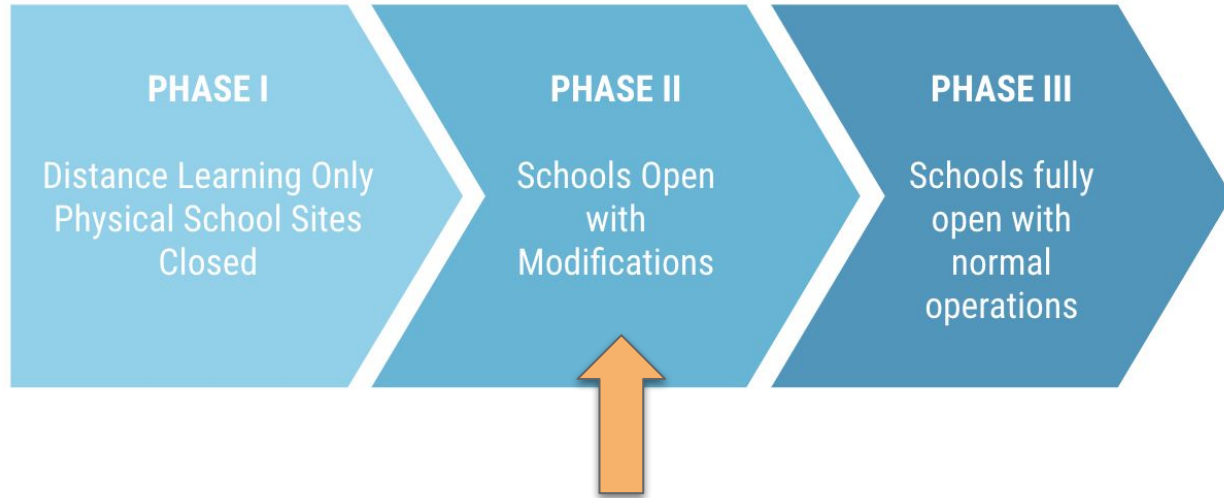 PHASE I
Distance Learning Only
Physical School Sites
Closed
PHASE II
Schools Open
with
Modifications
PHASE III
Schools fully
open with
normal
operations